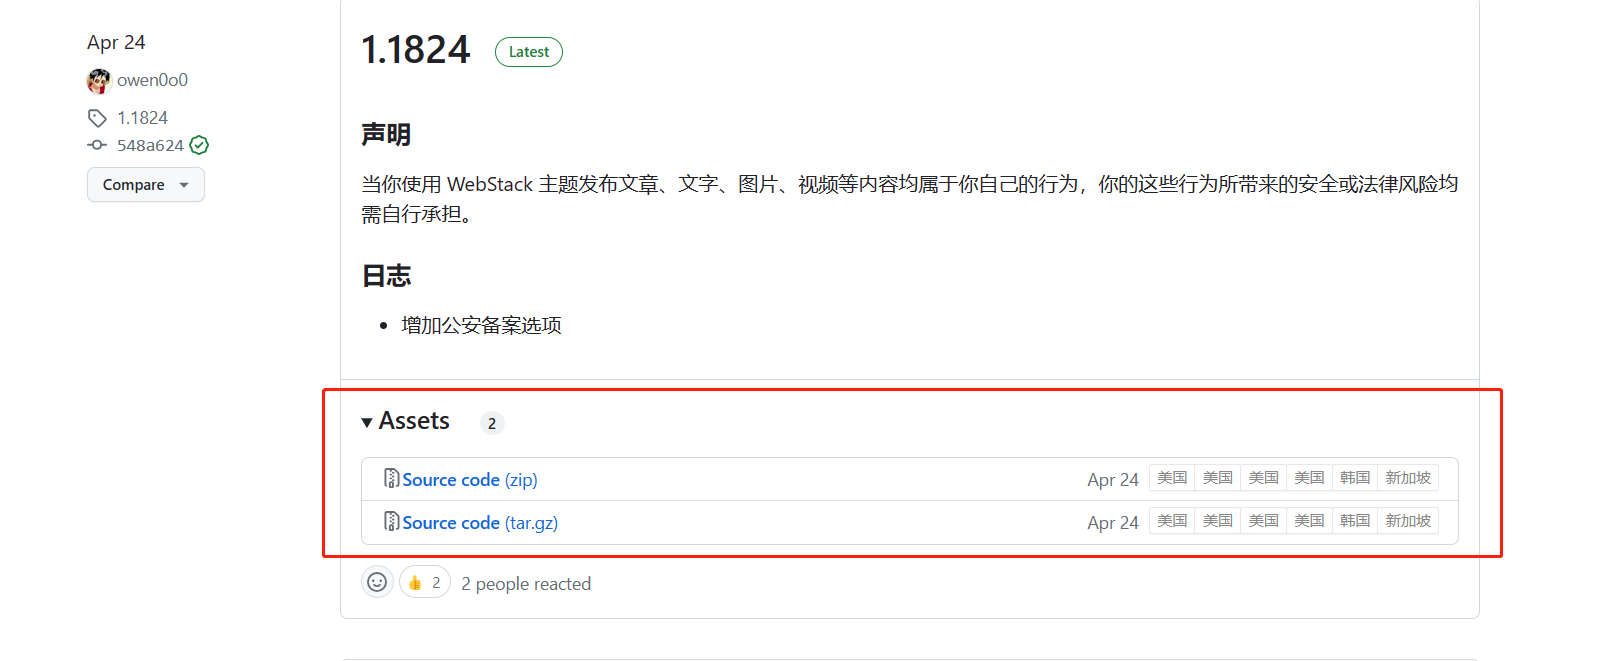 Apr 24
owen0o0
1.1824
548a624
Compare
1.1824 Latest
声明
当你使用 WebStack 主题发布文章、文字、图片、视频等内容均属于你自己的行为，你的这些行为所带来的安全或法律风险均
需自行承担。
日志
• 增加公安备案选项
Assets 2
Source code (zip) Apr 24 美国 美国 美国 美国 韩国 新加坡
Source code (tar.gz) Apr 24 美国 美国 美国 美国 韩国 新加坡
2 2 people reacted